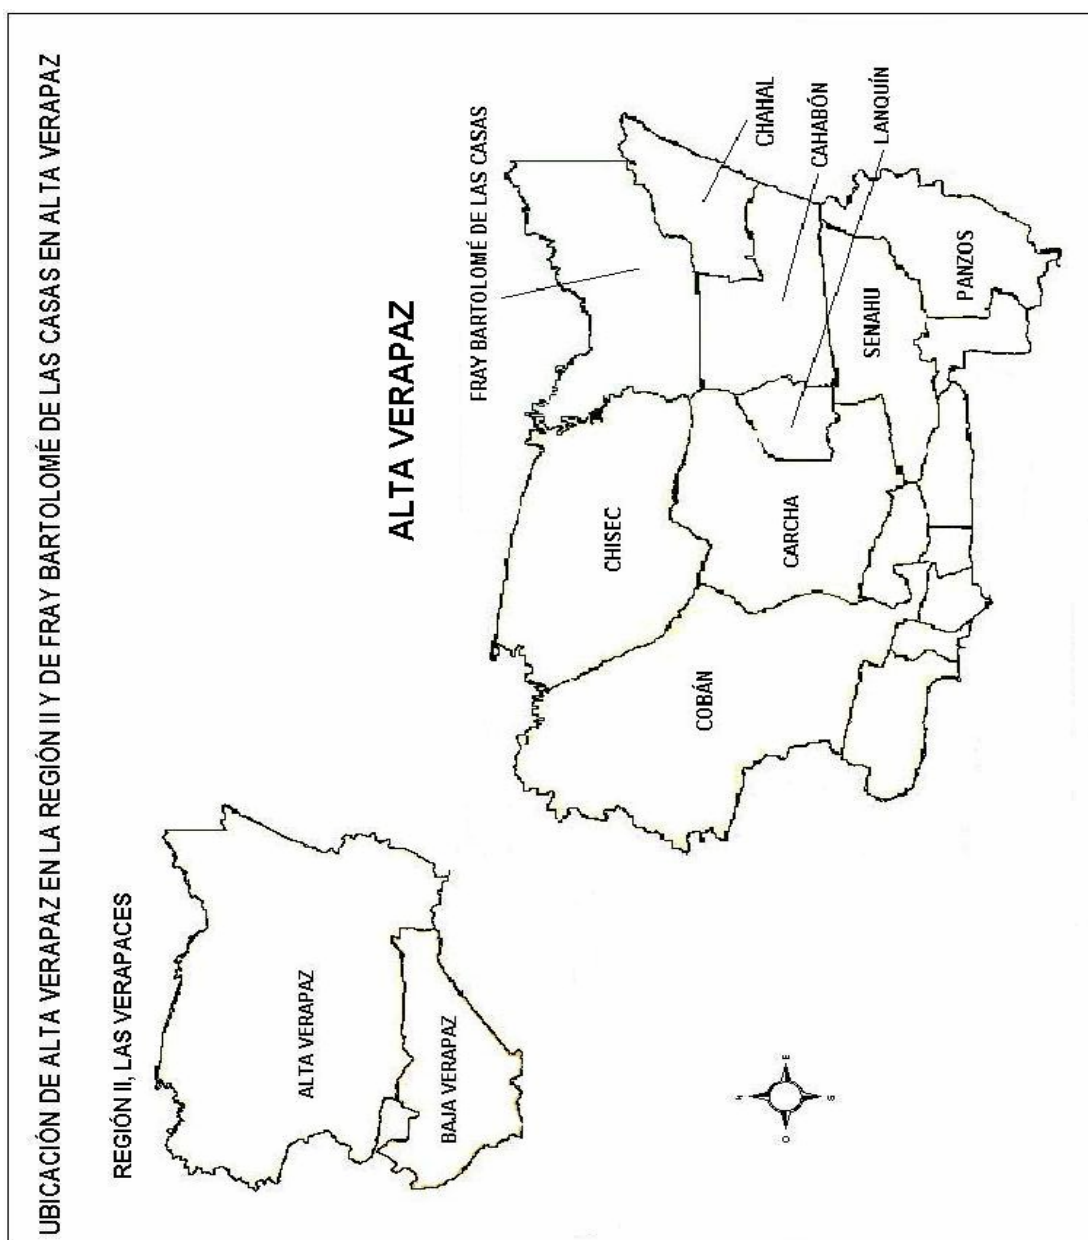 UBICACIÓN DE ALTA VERAPAZ EN LA REGIÓN II Y DE FRAY BARTOLOMÉ DE LAS CASAS EN ALTA VERAPAZ
REGIÓN II, LAS VERAPACES
ALTA VERAPAZ
BAJA VERAPAZ
ALTA VERAPAZ
FRAY BARTOLOMÉ DE LAS CASAS
CHISEC
CHAHAL
COBÁN
CARCHA
CAHABÓN
LANQUÍN
SENAHU
PANZOS
N
O
E
S